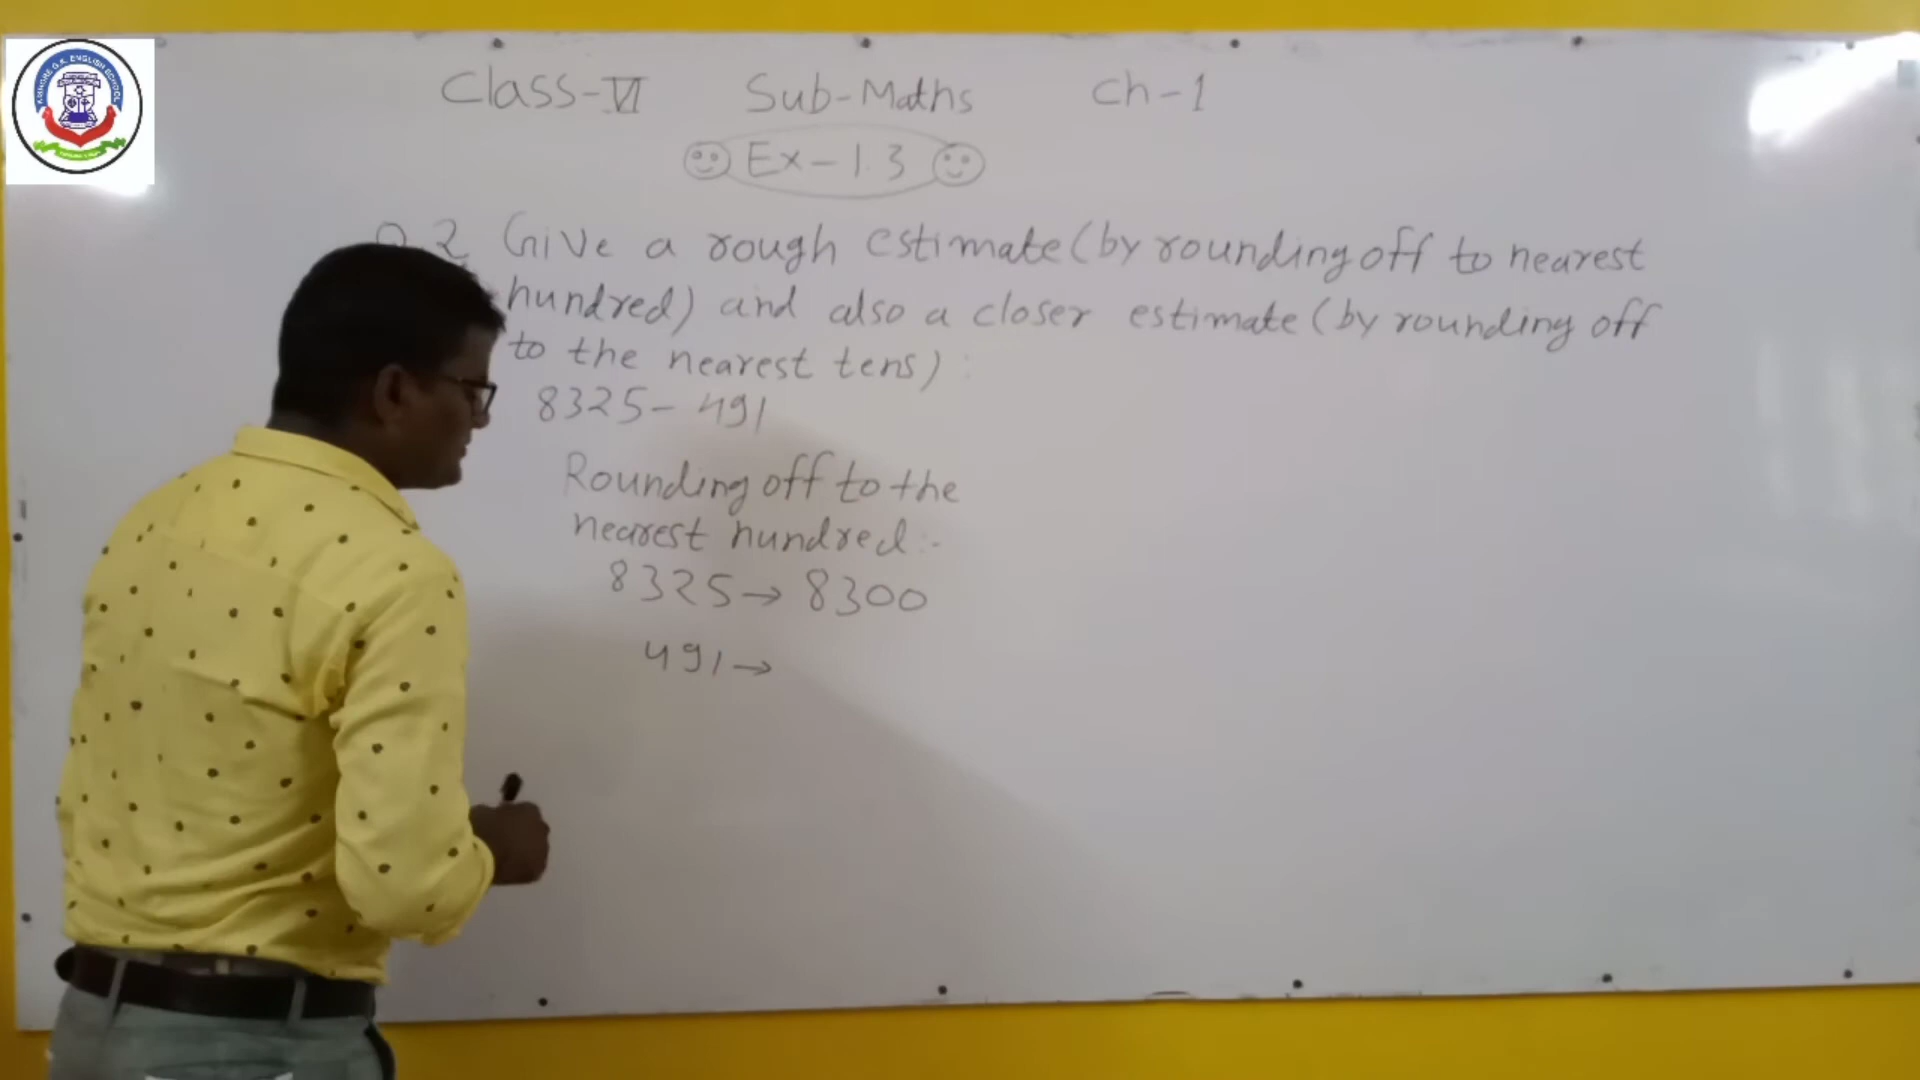 G.K. ENGLISH SCHOOL
Class-VI Sub-Maths Ch-1
Ex-1.3
Q.2 Give a rough estimate (by rounding off to nearest
hundred) and also a closer estimate (by rounding off
to the nearest tens):
8325-491
Rounding off to the
nearest hundred:-
8325→8300
491→